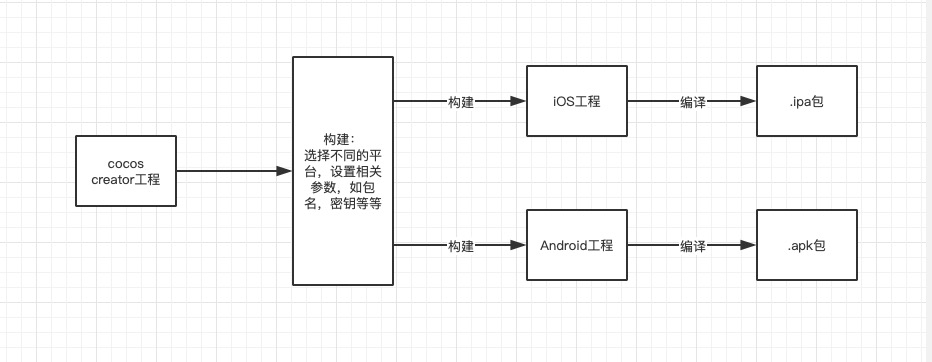 cocos
creator工程
构建：
选择不同的平
台，设置相关
参数，如包
名，密钥等等
构建
iOS工程
编译
.ipa包
构建
Android工程
编译
.apk包